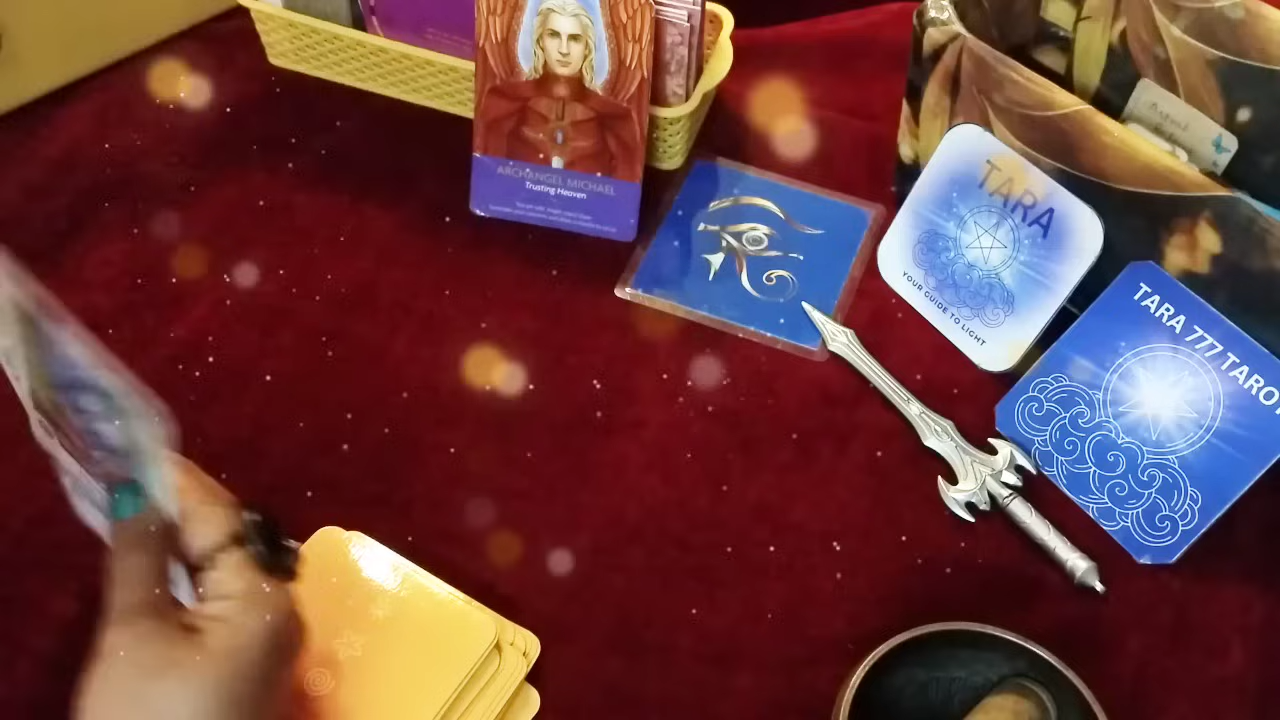 ARCHANGEL MICHAEL
Trusting Heaven
TARA
YOUR GUIDE TO LIGHT
TARA 777 TAROT